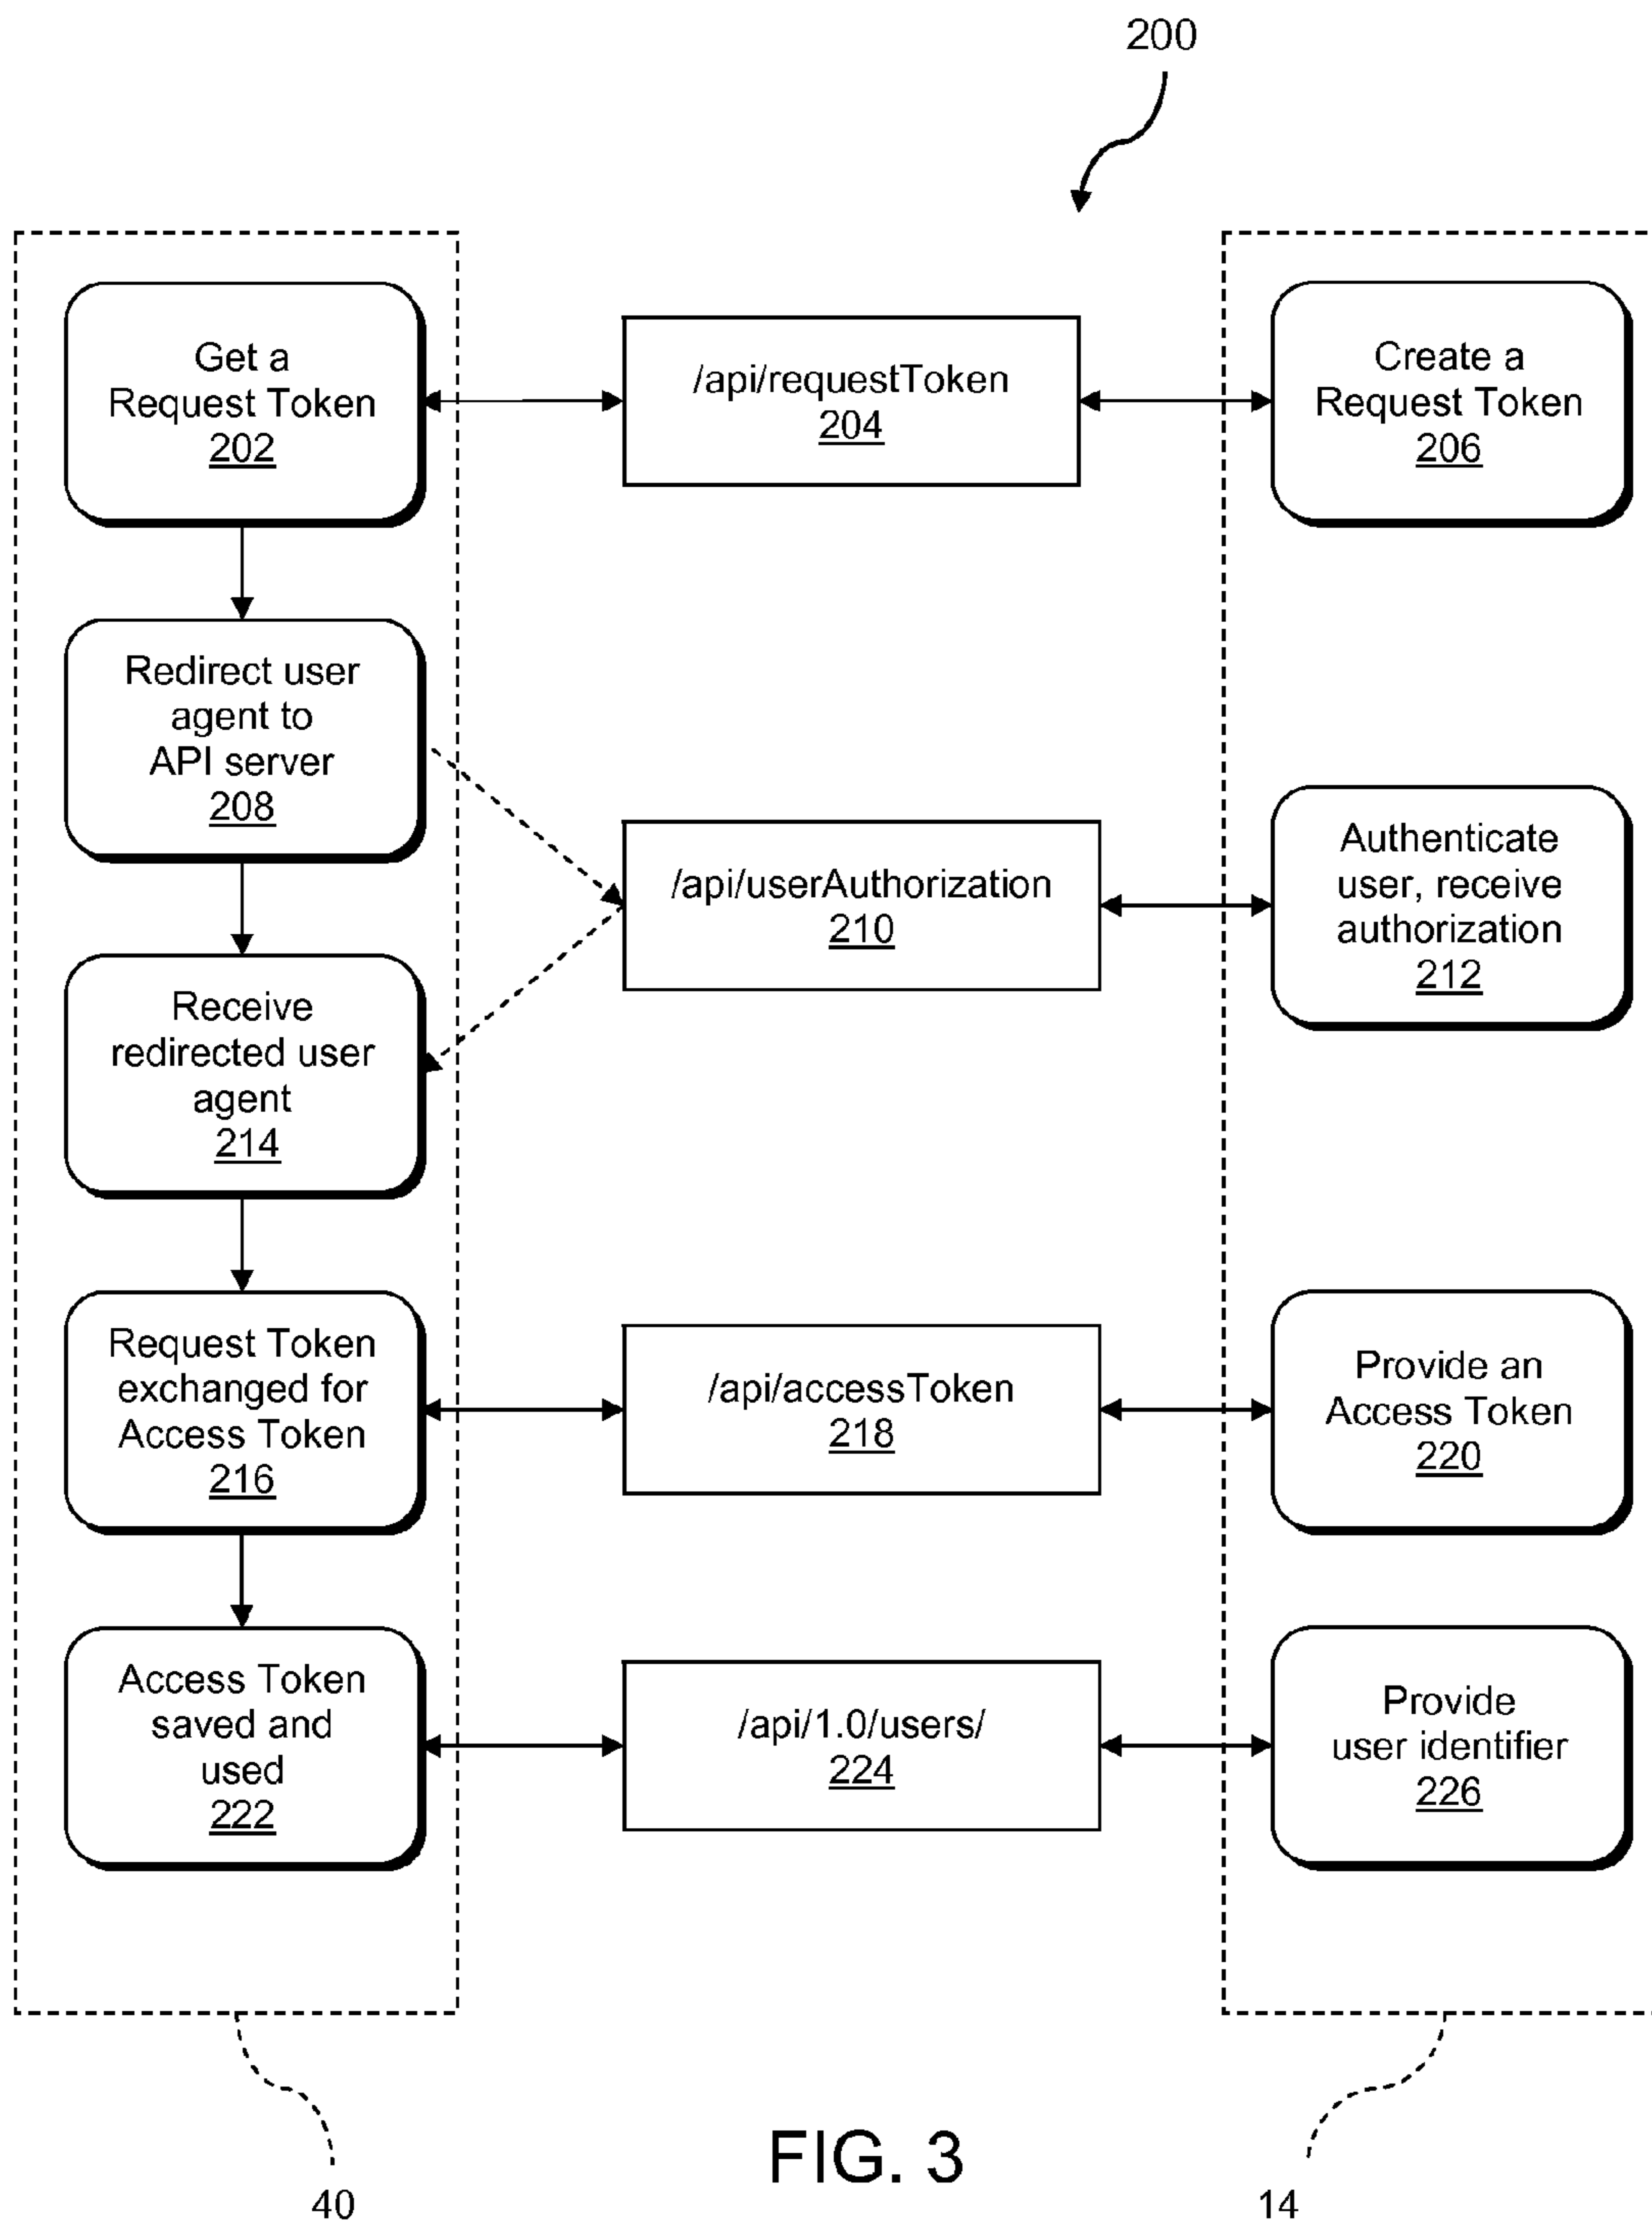 200
Get a
Request Token
202
/api/requestToken
204
Create a
Request Token
206
Redirect user
agent to
API server
208
/api/userAuthorization
210
Authenticate
user, receive
authorization
212
Receive
redirected user
agent
214
Request Token
exchanged for
Access Token
216
/api/accessToken
218
Provide an
Access Token
220
Access Token
saved and
used
222
/api/1.0/users/
224
Provide
user identifier
226
40
FIG. 3
14